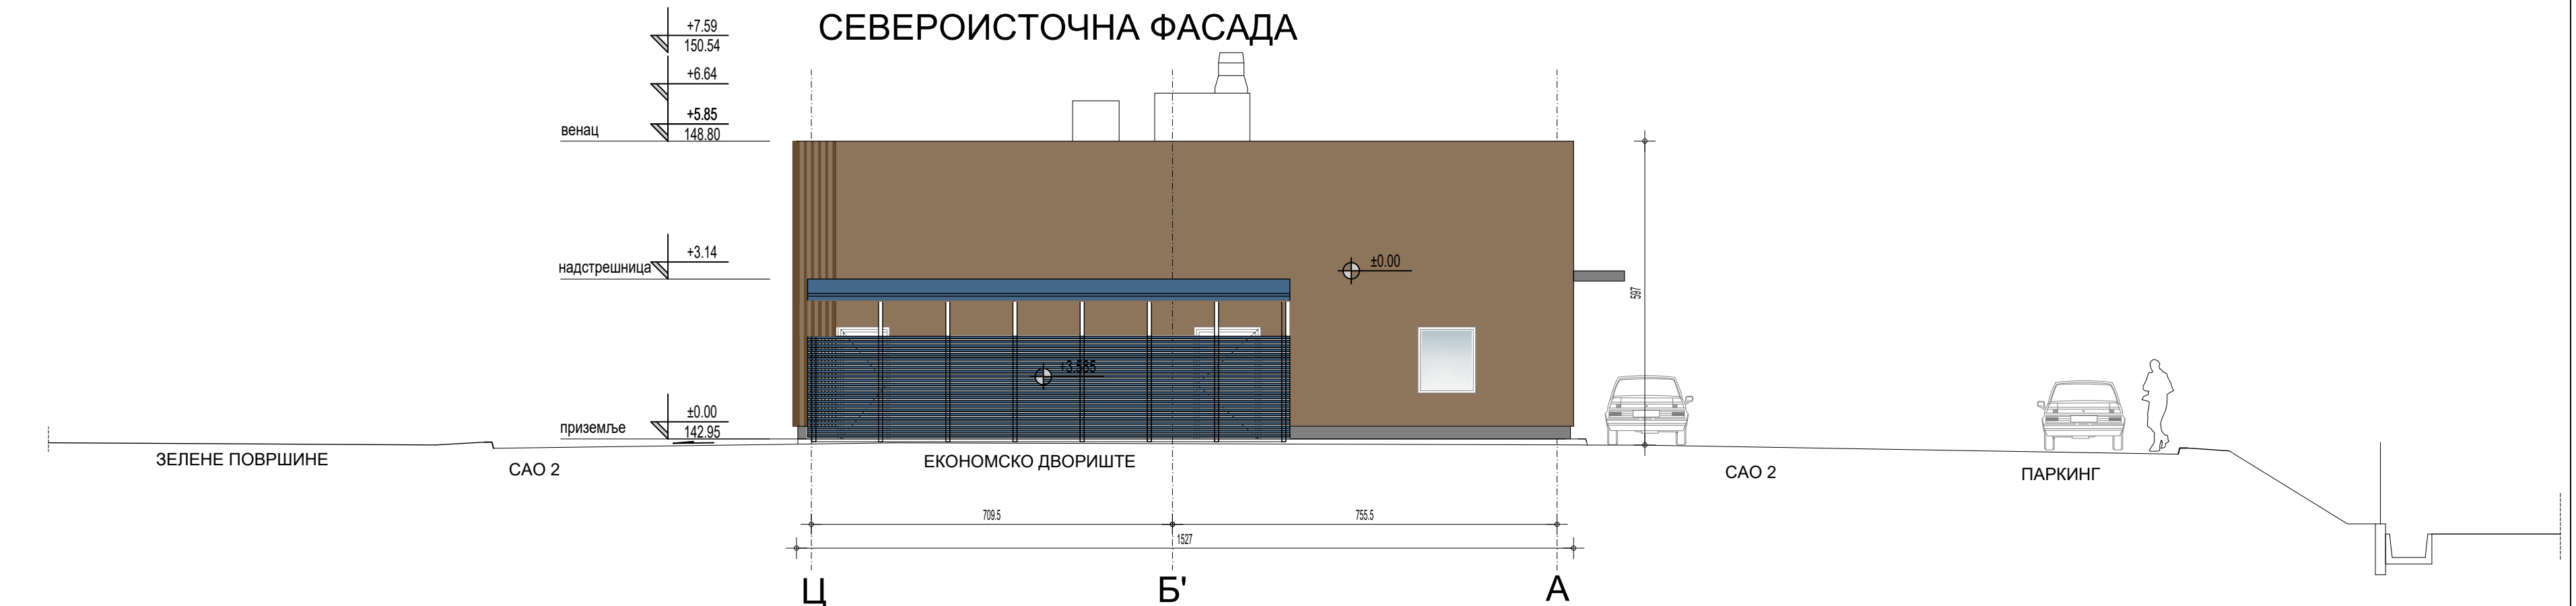 СЕВЕРОИСТОЧНА ФАСАДА
+7.59
150.54
+6.64
+5.85
венац
148.80
+3.14
надстрешница
±0.00
597
+3.585
±0.00
приземље
142.95
ЗЕЛЕНЕ ПОВРШИНЕ
САО 2
ЕКОНОМСКО ДВОРИШТЕ
САО 2
ПАРКИНГ
709.5
755.5
1527
Ц
Б'
А